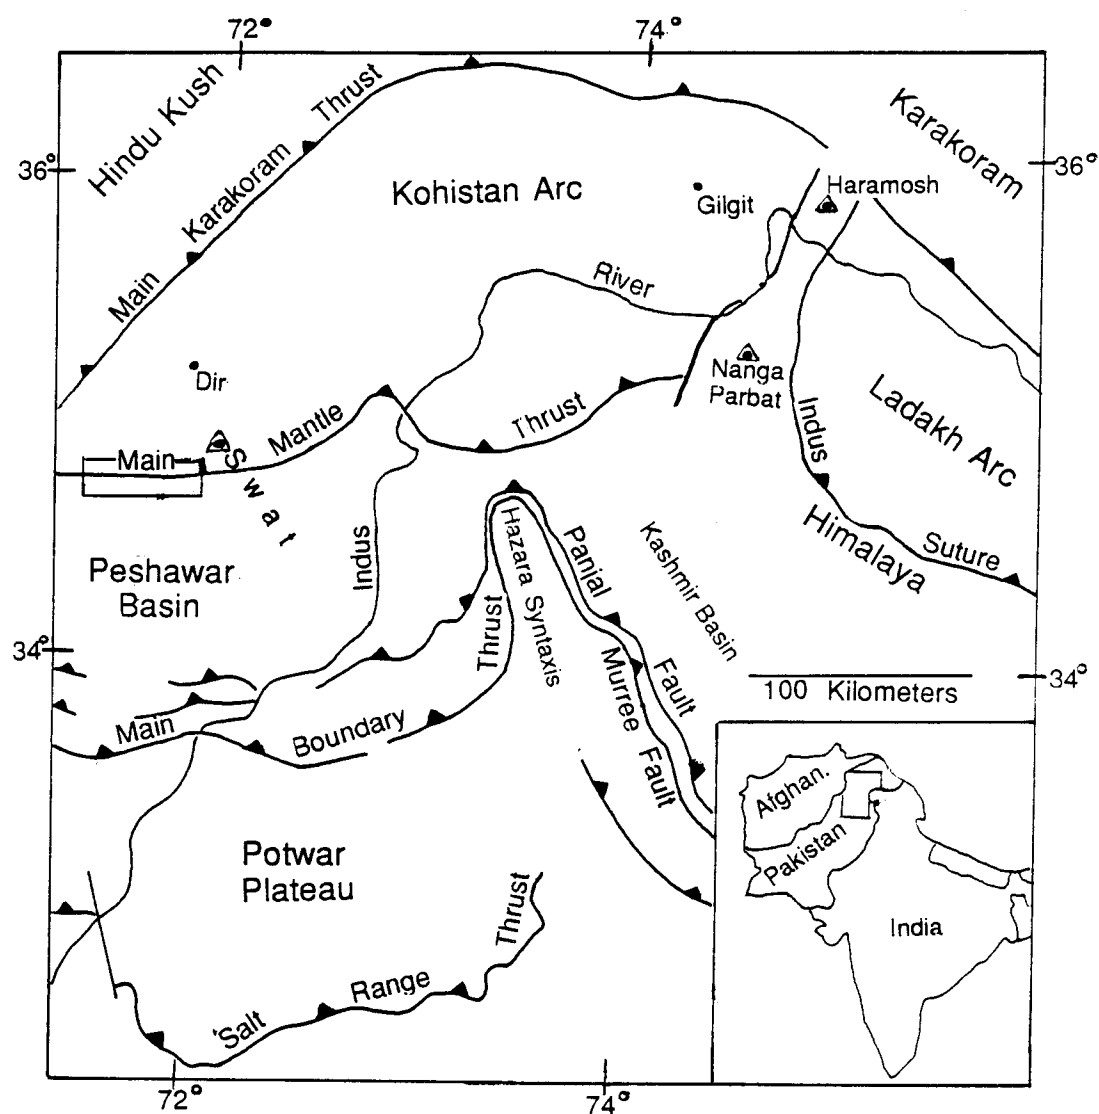 72°
74°
Hindu Kush
Karakoram
36°
36°
Main Karakoram Thrust
Kohistan Arc
Gilgit
Haramosh
River
Dir
Nanga
Parbat
Ladakh Arc
Main Mantle Thrust
Swat
Indus
Indus Suture
Himalaya
Peshawar
Basin
Hazara Syntaxis
Panjal Fault
Kashmir Basin
Murree Fault
34°
34°
100 Kilometers
Main Boundary Thrust
Potwar
Plateau
Salt Range Thrust
Afghan.
Pakistan
India
72°
74°